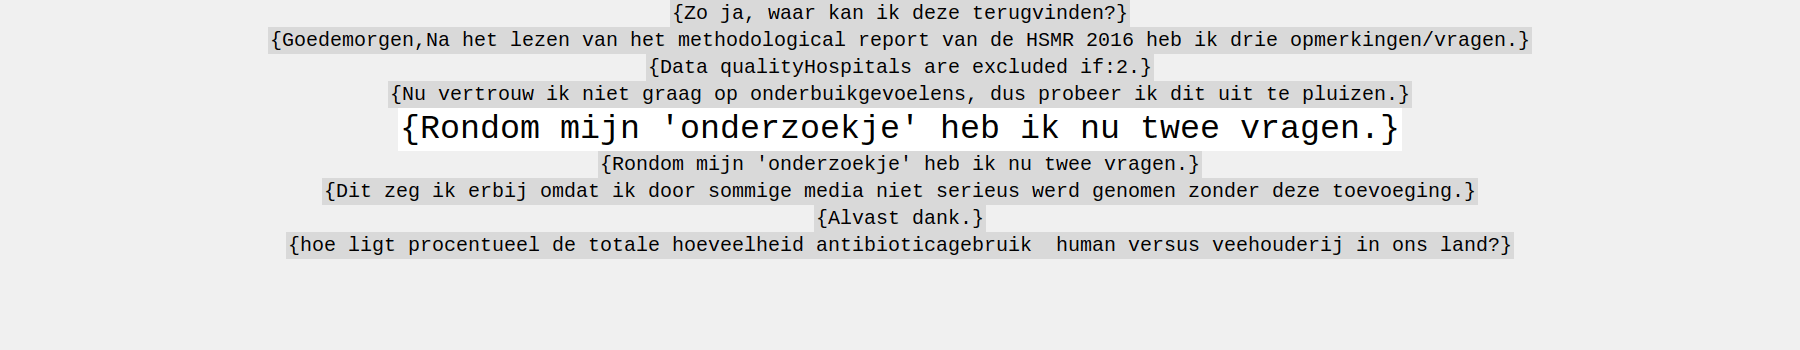 {Zo ja, waar kan ik deze terugvinden?}
{Goedemorgen,Na het lezen van het methodological report van de HSMR 2016 heb ik drie opmerkingen/vragen.}
{Data qualityHospitals are excluded if:2.}
{Nu vertrouw ik niet graag op onderbuikgevoelens, dus probeer ik dit uit te pluizen.}
{Rondom mijn 'onderzoekje' heb ik nu twee vragen.}
{Rondom mijn 'onderzoekje' heb ik nu twee vragen.}
{Dit zeg ik erbij omdat ik door sommige media niet serieus werd genomen zonder deze toevoeging.}
{Alvast dank.}
{hoe ligt procentueel de totale hoeveelheid antibioticagebruik  human versus veehouderij in ons land?}